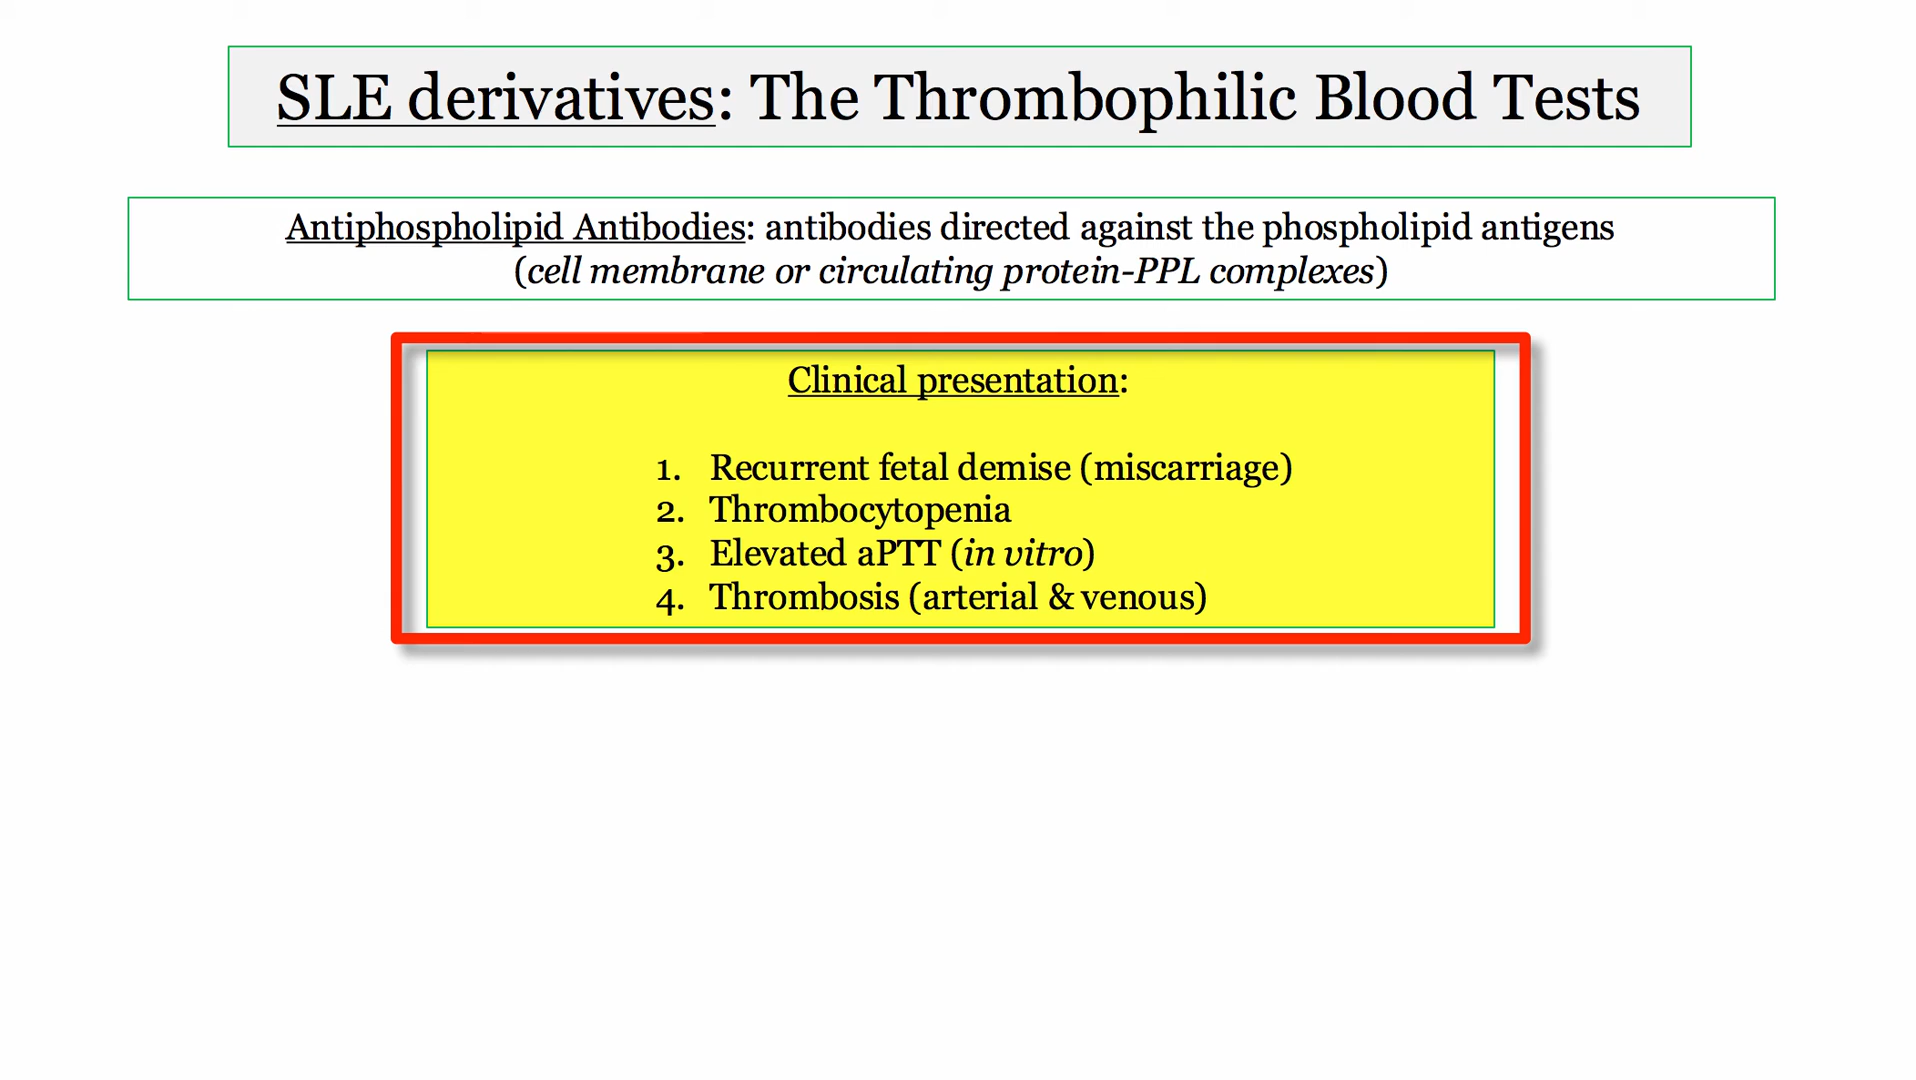 SLE derivatives: The Thrombophilic Blood Tests
Antiphospholipid Antibodies: antibodies directed against the phospholipid antigens
(cell membrane or circulating protein-PPL complexes)
Clinical presentation:
1. Recurrent fetal demise (miscarriage)
2. Thrombocytopenia
3. Elevated aPTT (in vitro)
4. Thrombosis (arterial & venous)